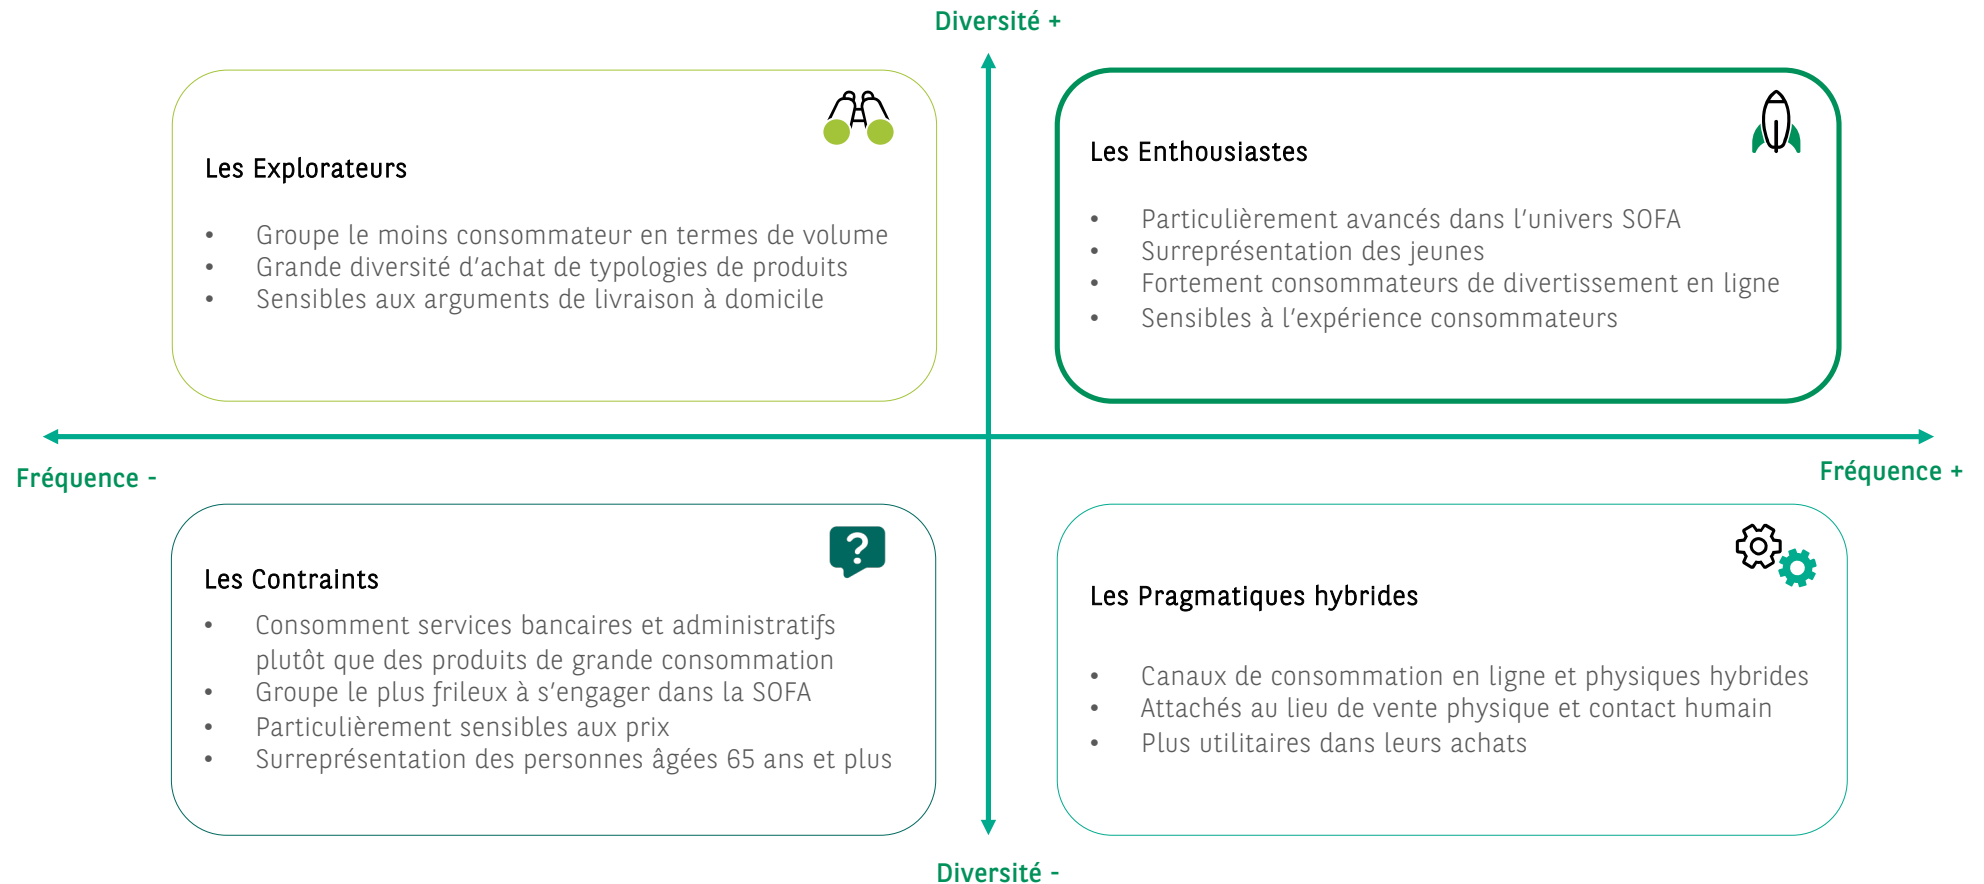 Diversité +
Les Explorateurs
• Groupe le moins consommateur en termes de volume
• Grande diversité d'achat de typologies de produits
• Sensibles aux arguments de livraison à domicile
Les Enthousiastes
• Particulièrement avancés dans l'univers SOFA
• Surreprésentation des jeunes
• Fortement consommateurs de divertissement en ligne
• Sensibles à l'expérience consommateurs
Fréquence -
Fréquence +
Les Contraints
• Consomment services bancaires et administratifs
plutôt que des produits de grande consommation
• Groupe le plus frileux à s'engager dans la SOFA
• Particulièrement sensibles aux prix
• Surreprésentation des personnes âgées 65 ans et plus
?
Les Pragmatiques hybrides
• Canaux de consommation en ligne et physiques hybrides
• Attachés au lieu de vente physique et contact humain
• Plus utilitaires dans leurs achats
Diversité -